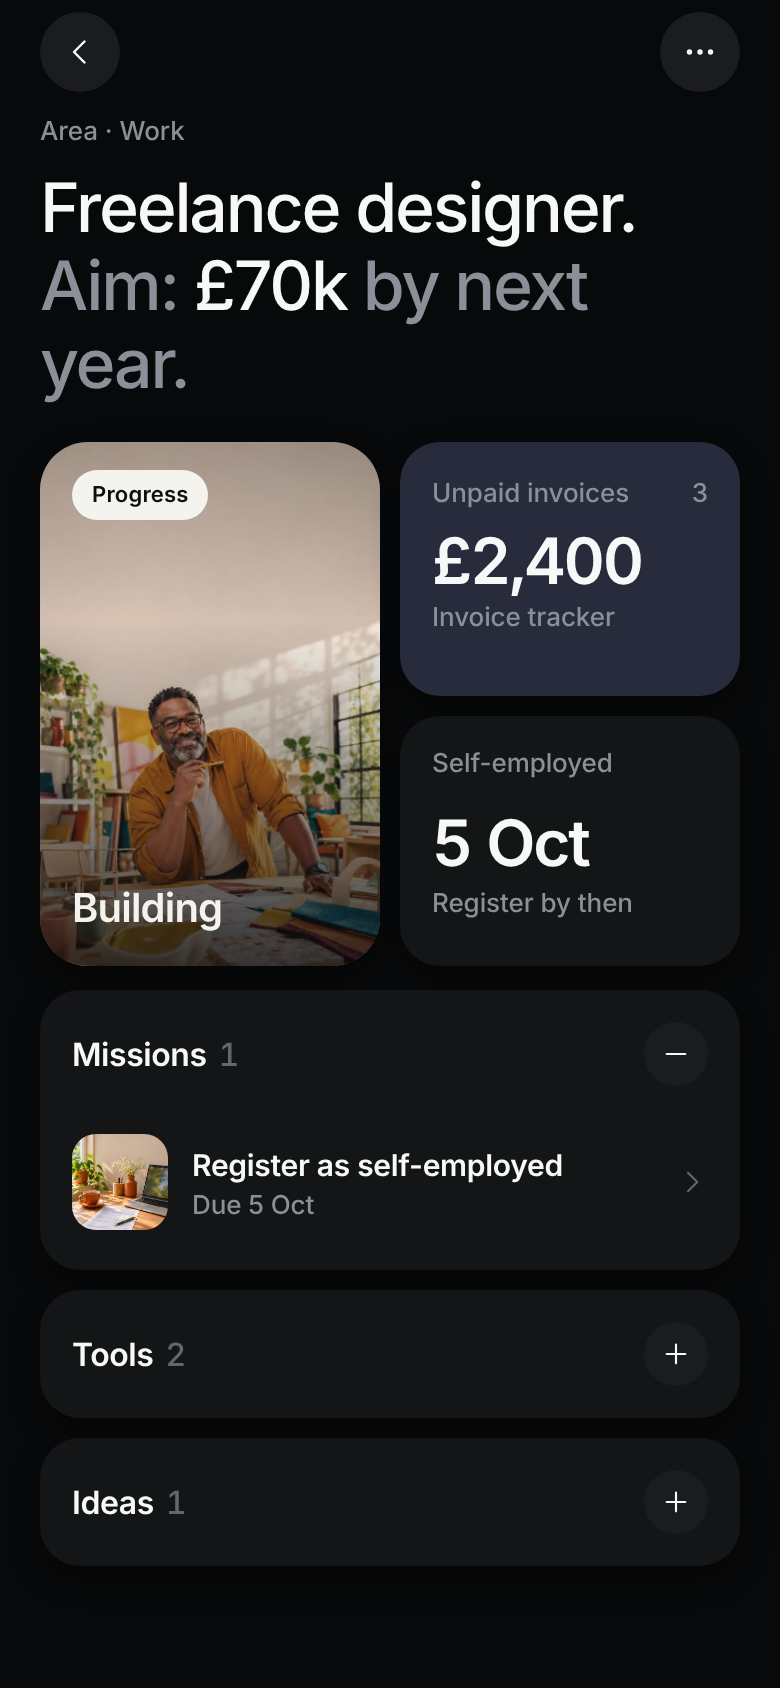 Area · Work
Freelance designer.
Aim: £70k by next
year.
Progress
Building
Unpaid invoices 3
£2,400
Invoice tracker
Self-employed
5 Oct
Register by then
Missions 1
Register as self-employed
Due 5 Oct
Tools 2
Ideas 1